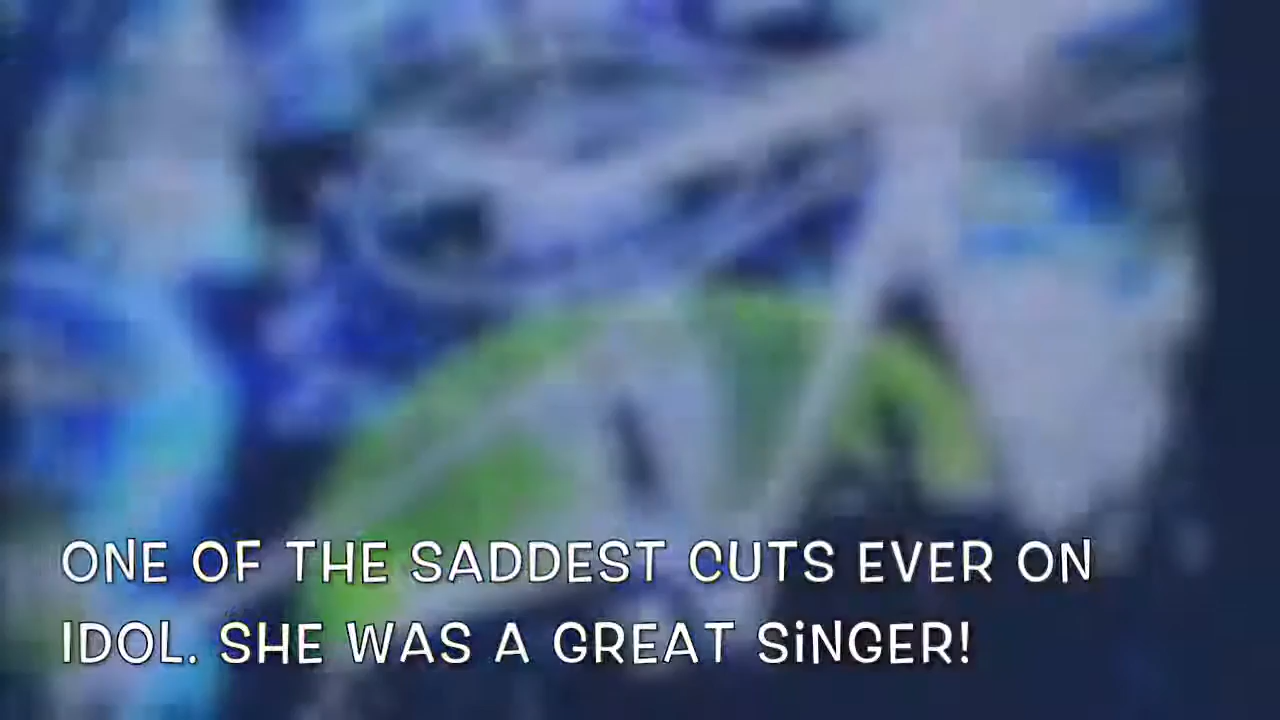 ONE OF THE SADDEST CUTS EVER ON
IDOL. SHE WAS A GREAT SiNGER!